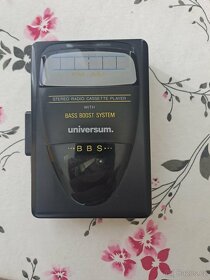 STEREO RADIO CASSETTE PLAYER
WITH
BASS BOOST SYSTEM
universum.
BBS